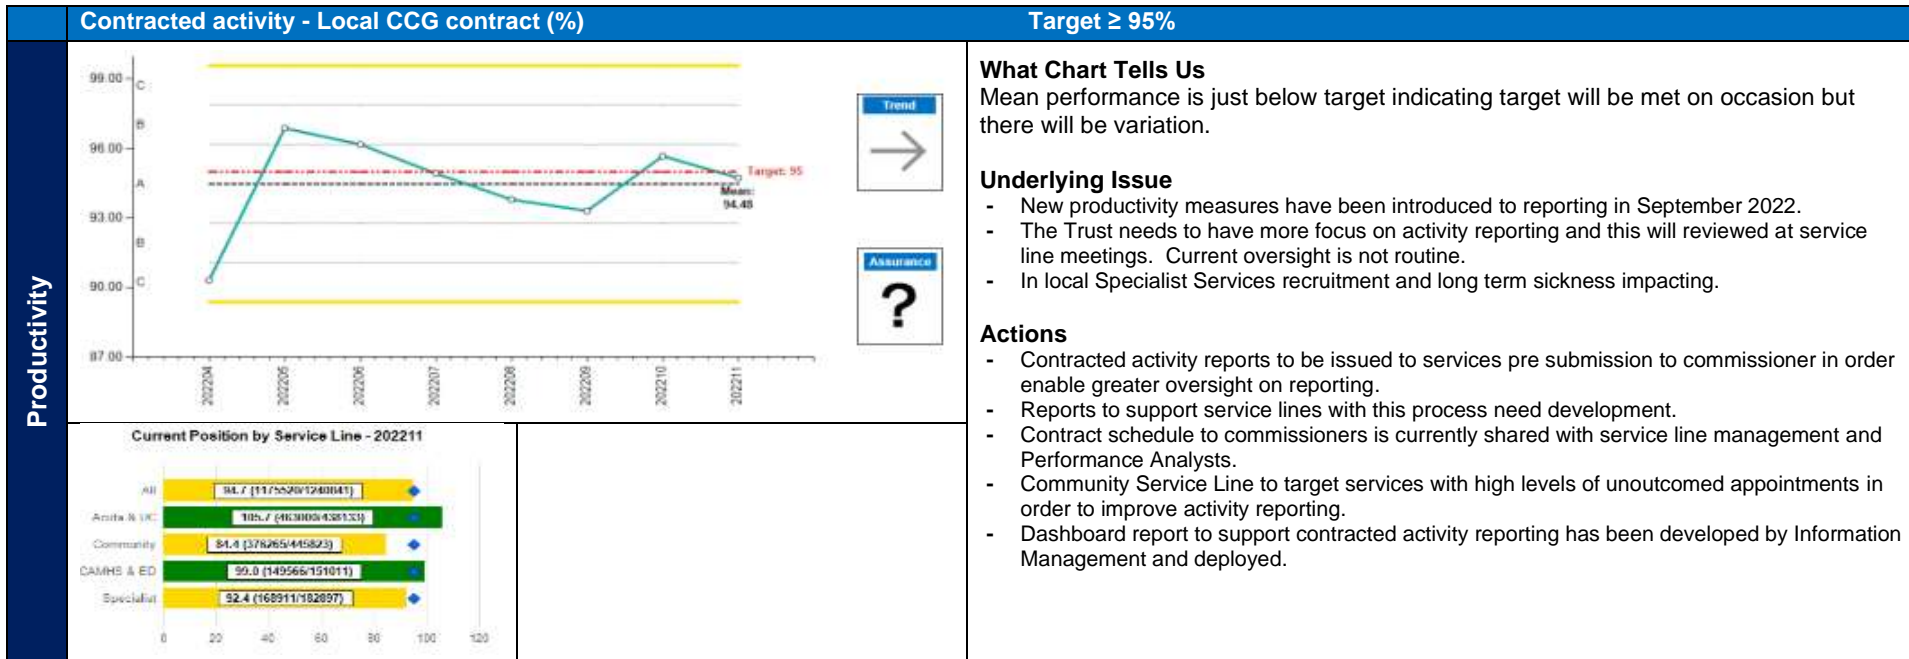 Contracted activity - Local CCG contract (%) Target ≥ 95%
Productivity
99.00
96.00
93.00
90.00
87.00
C
B
A
B
C
Target: 95
Mean:
94.48
202204
202205
202206
202207
202208
202209
202210
202211
Trend
Assurance
?
Current Position by Service Line - 202211
All
94.7 (1175520/1240841)
Acute & UC
105.7 (463000/438133)
Community
84.4 (376265/445823)
CAMHS & ED
99.0 (149566/151011)
Specialist
92.4 (168911/182897)
0 20 40 60 80 100 120
What Chart Tells Us
Mean performance is just below target indicating target will be met on occasion but
there will be variation.
Underlying Issue
- New productivity measures have been introduced to reporting in September 2022.
- The Trust needs to have more focus on activity reporting and this will reviewed at service
line meetings. Current oversight is not routine.
- In local Specialist Services recruitment and long term sickness impacting.
Actions
- Contracted activity reports to be issued to services pre submission to commissioner in order
enable greater oversight on reporting.
- Reports to support service lines with this process need development.
- Contract schedule to commissioners is currently shared with service line management and
Performance Analysts.
- Community Service Line to target services with high levels of unoutcomed appointments in
order to improve activity reporting.
- Dashboard report to support contracted activity reporting has been developed by Information
Management and deployed.